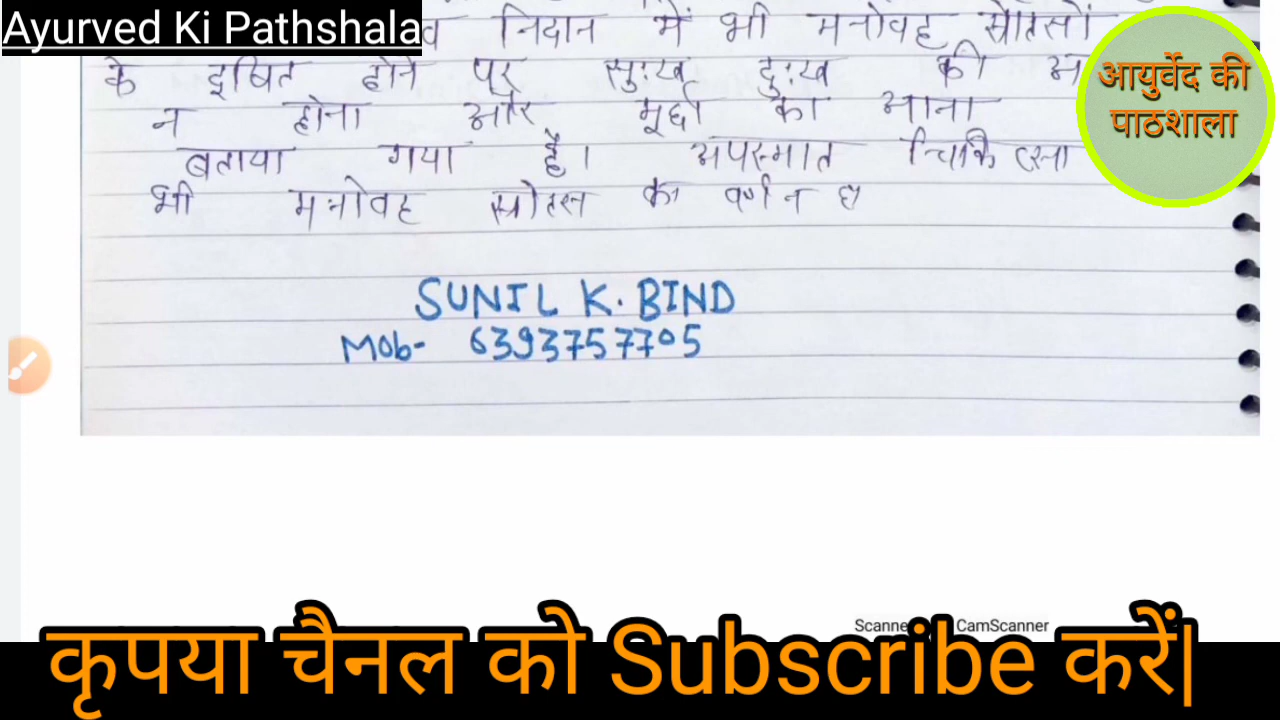 Ayurved Ki Pathshala
निदान में भी मनोवह स्रोतसों
के दूषित होने पर सुःख दुःख की
न होना और मूर्छा का आना
बताया गया है। अपस्मात चिकित्सा
भी मनोवह स्रोतस का वर्णन है
आयुर्वेद की
पाठशाला
SUNIL K. BIND
Mob- 6393757705
CamScanner
कृपया चैनल को Subscribe करें|